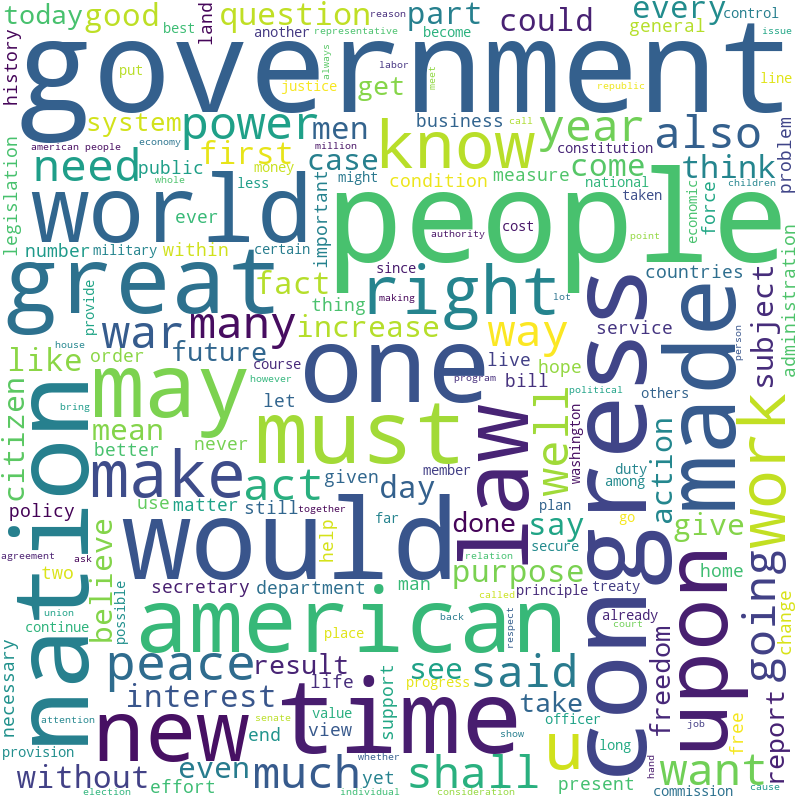 today
good
question
part
could
every
control
issue
best
another
reason
representative
become
general
history
land
government
put
always
labor
meet
justice
get
republic
line
system
power
men
business
call
know
year
also
american people
economy
first
million
case
constitution
problem
legislation
need
public
money
condition
measure
come
think
whole
less
might
national
taken
children
world
ever
important
people
economic
force
number
military
within
certain
authority
cost
point
great
fact
since
making
lot
right
countries
administration
provide
thing
war
many
increase
way
congress
service
made
subject
house
future
like
order
course
live
hope
person
however
one
program
bill
political
others
bring
citizen
may
let
must
mean
better
never
well
washington
law
nation
make
act
given
day
member
duty
among
action
work
policy
use
matter
still
together
far
plan
done
say
go
give
would
agreement
ask
believe
help
relation
secure
two
secretary
department
man
purpose
principle
treaty
home
upon
going
union
possible
american
called
already
continue
place
back
respect
court
change
necessary
peace
result
see
said
freedom
interest
life
progress
support
take
attention
new
time
senate
value
view
officer
u
free
report
provision
end
show
long
want
job
without
even
much
yet
whether
shall
present
hand
effort
commission
cause
election
individual
consideration